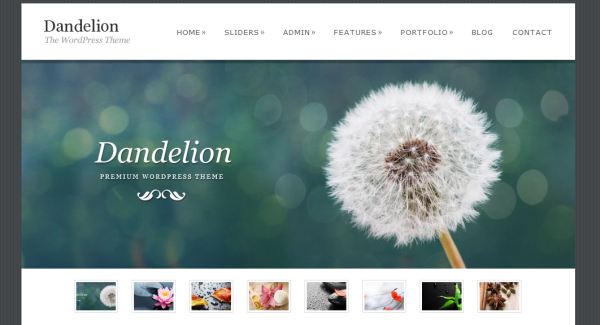 Dandelion
The WordPress Theme
HOME » SLIDERS » ADMIN » FEATURES » PORTFOLIO » BLOG CONTACT
Dandelion
PREMIUM WORDPRESS THEME